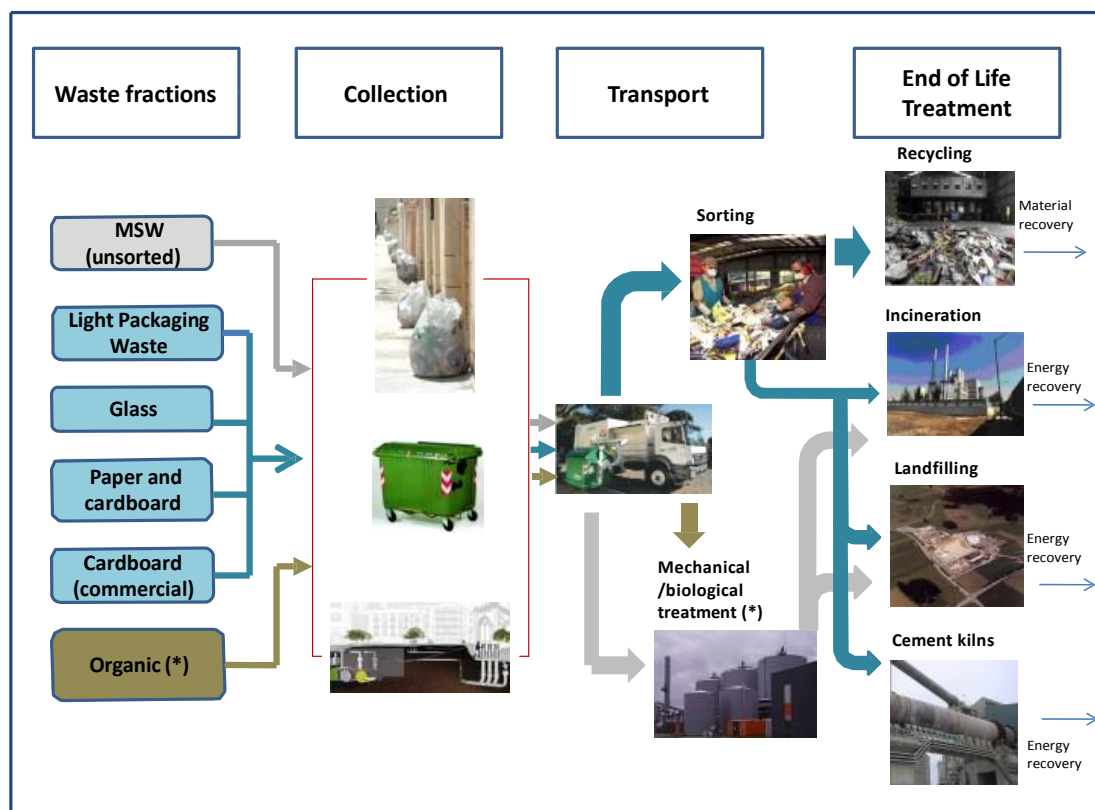 Waste fractions
Collection
Transport
End of Life
Treatment
Recycling
Material
recovery
Sorting
MSW
(unsorted)
Light Packaging
Waste
Incineration
Energy
recovery
Glass
Paper and
cardboard
Landfilling
Energy
recovery
Cardboard
(commercial)
Mechanical
/biological
treatment (*)
Organic (*)
Cement kilns
Energy
recovery